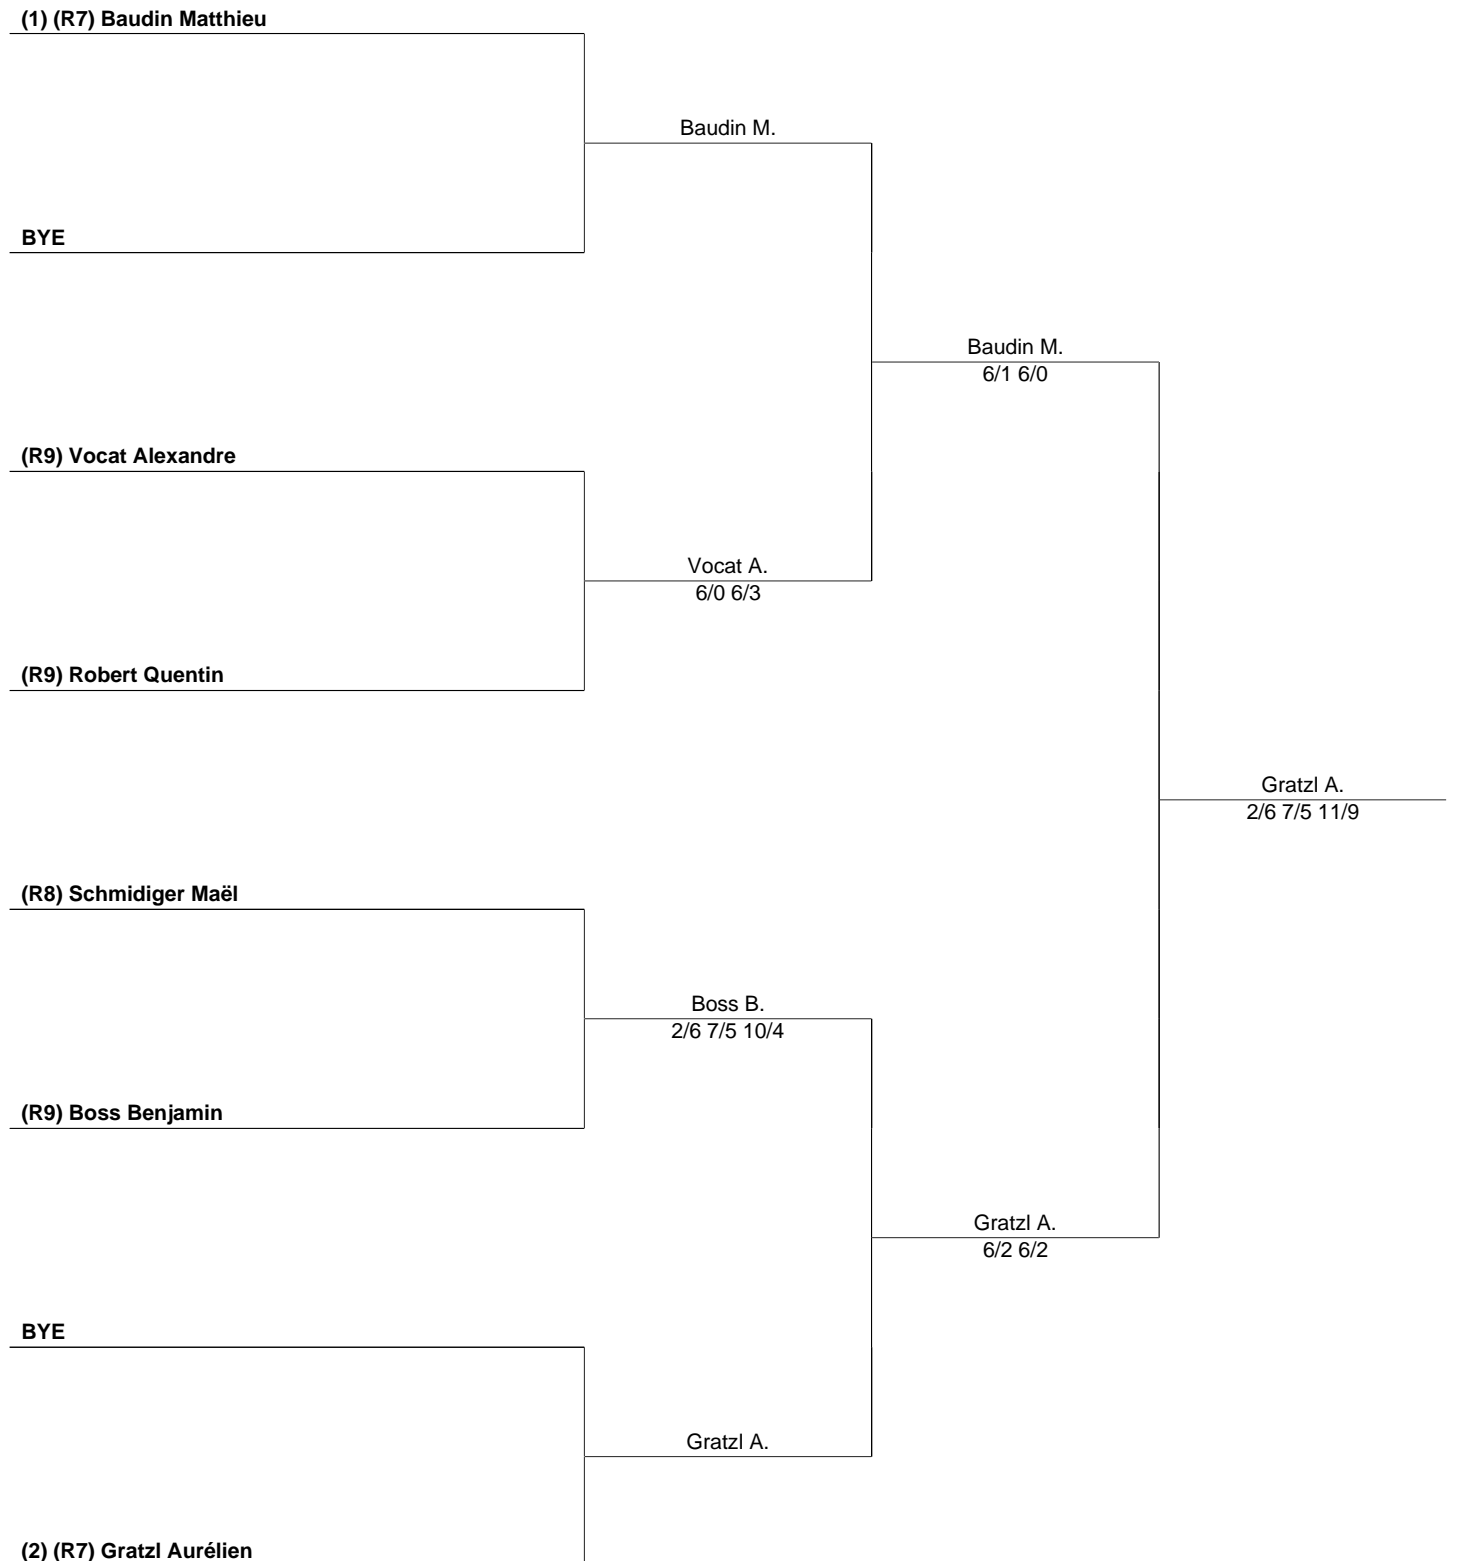 (1) (R7) Baudin Matthieu
Baudin M.
BYE
Baudin M.
6/1 6/0
(R9) Vocat Alexandre
Vocat A.
6/0 6/3
(R9) Robert Quentin
Gratzl A.
2/6 7/5 11/9
(R8) Schmidiger Maël
Boss B.
2/6 7/5 10/4
(R9) Boss Benjamin
Gratzl A.
6/2 6/2
BYE
Gratzl A.
(2) (R7) Gratzl Aurélien